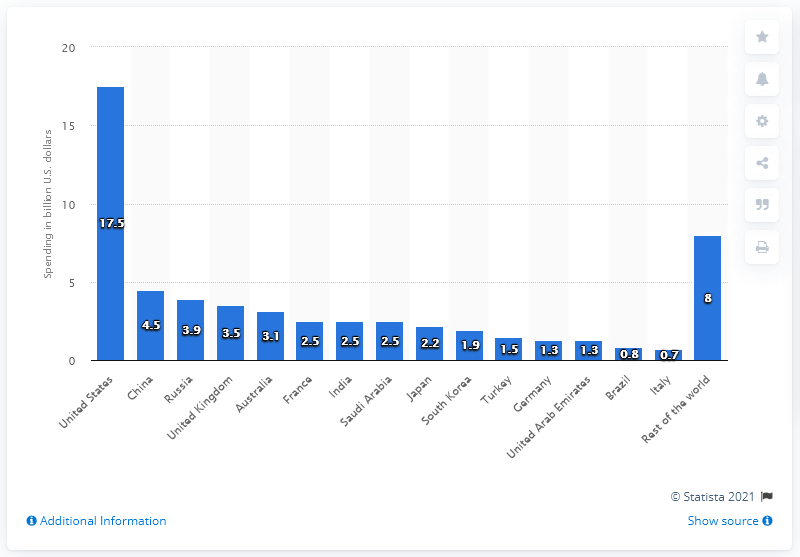 20
15
10
5
0
Spending in billion U.S. dollars
17.5
4.5
3.9
3.5
3.1
2.5
2.5
2.5
2.2
1.9
1.5
1.3
1.3
0.8
0.7
8
United States
China
Russia
United Kingdom
Australia
France
India
Saudi Arabia
Japan
South Korea
Turkey
Germany
United Arab Emirates
Brazil
Italy
Rest of the world
© Statista 2021
Additional Information
Show source